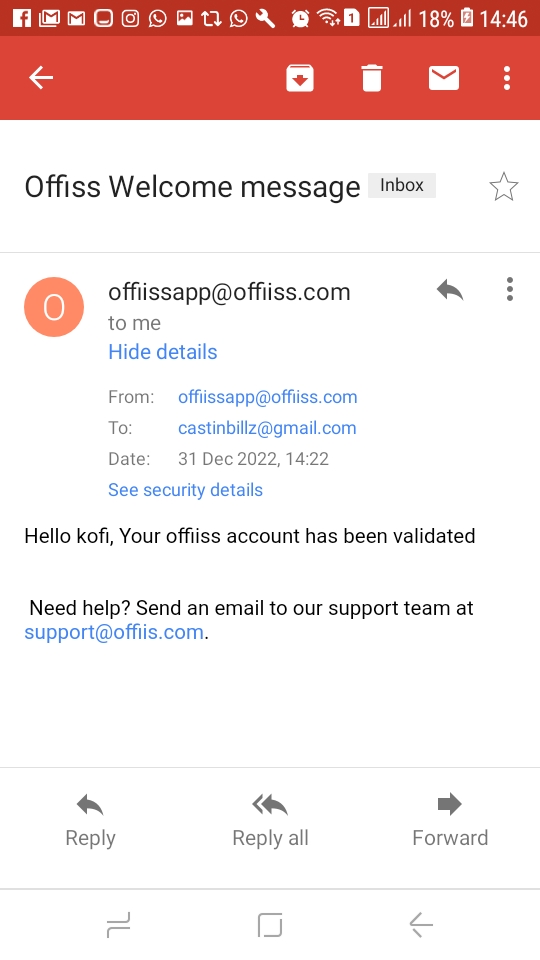 18% 14:46
Offiss Welcome message Inbox
O offiissapp@offiiss.com
to me
Hide details
From: offiissapp@offiiss.com
To: castinbillz@gmail.com
Date: 31 Dec 2022, 14:22
See security details
Hello kofi, Your offiiss account has been validated
Need help? Send an email to our support team at
support@offiis.com.
Reply Reply all Forward